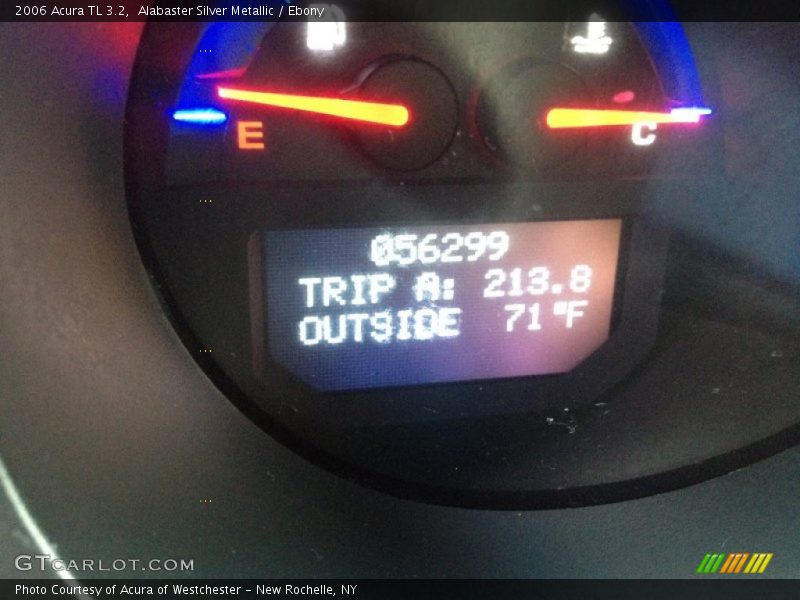 2006 Acura TL 3.2,  Alabaster Silver Metallic / Ebony
E
C
056299
TRIP A: 213.8
OUTSIDE 71°F
GTCARLOT.COM
Photo Courtesy of Acura of Westchester - New Rochelle, NY